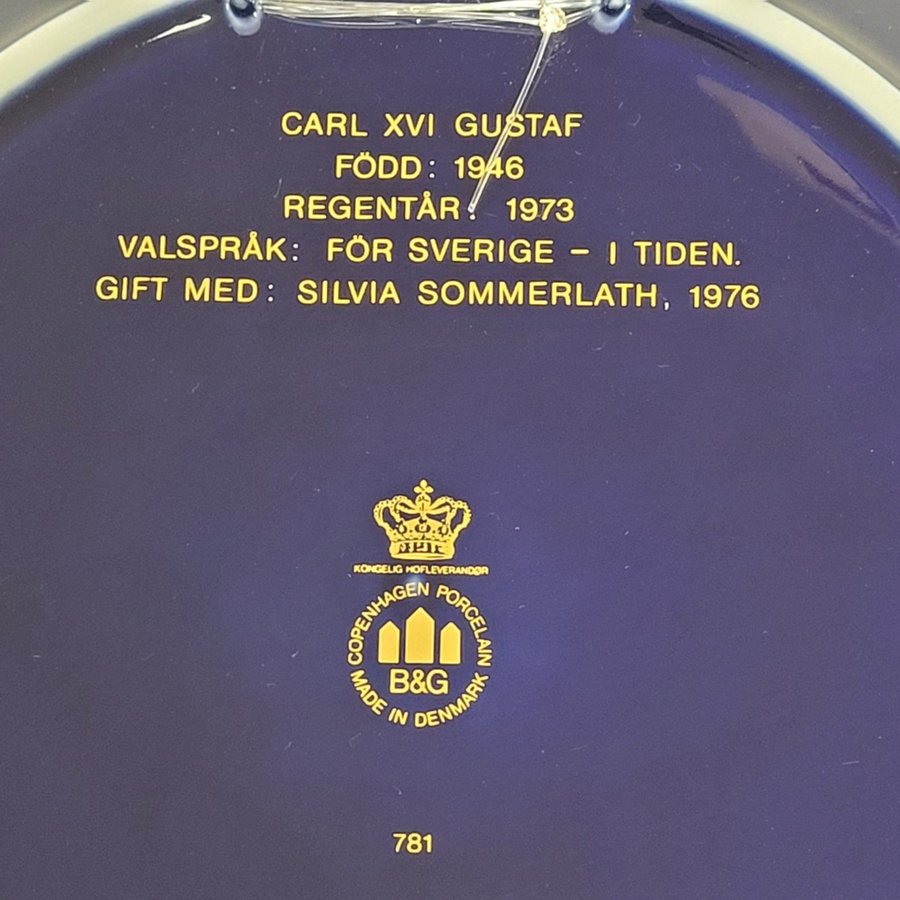 CARL XVI GUSTAF
FÖDD: 1946
REGENTÅR: 1973
VALSPRÅK: FÖR SVERIGE – I TIDEN.
GIFT MED: SILVIA SOMMERLATH, 1976
KONGELIG HOFLEVERANDØR
COPENHAGEN PORCELAIN
B&G
MADE IN DENMARK
781